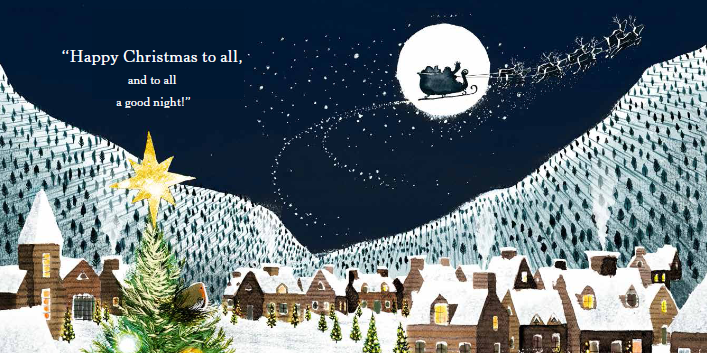 “Happy Christmas to all,
and to all
a good night!”